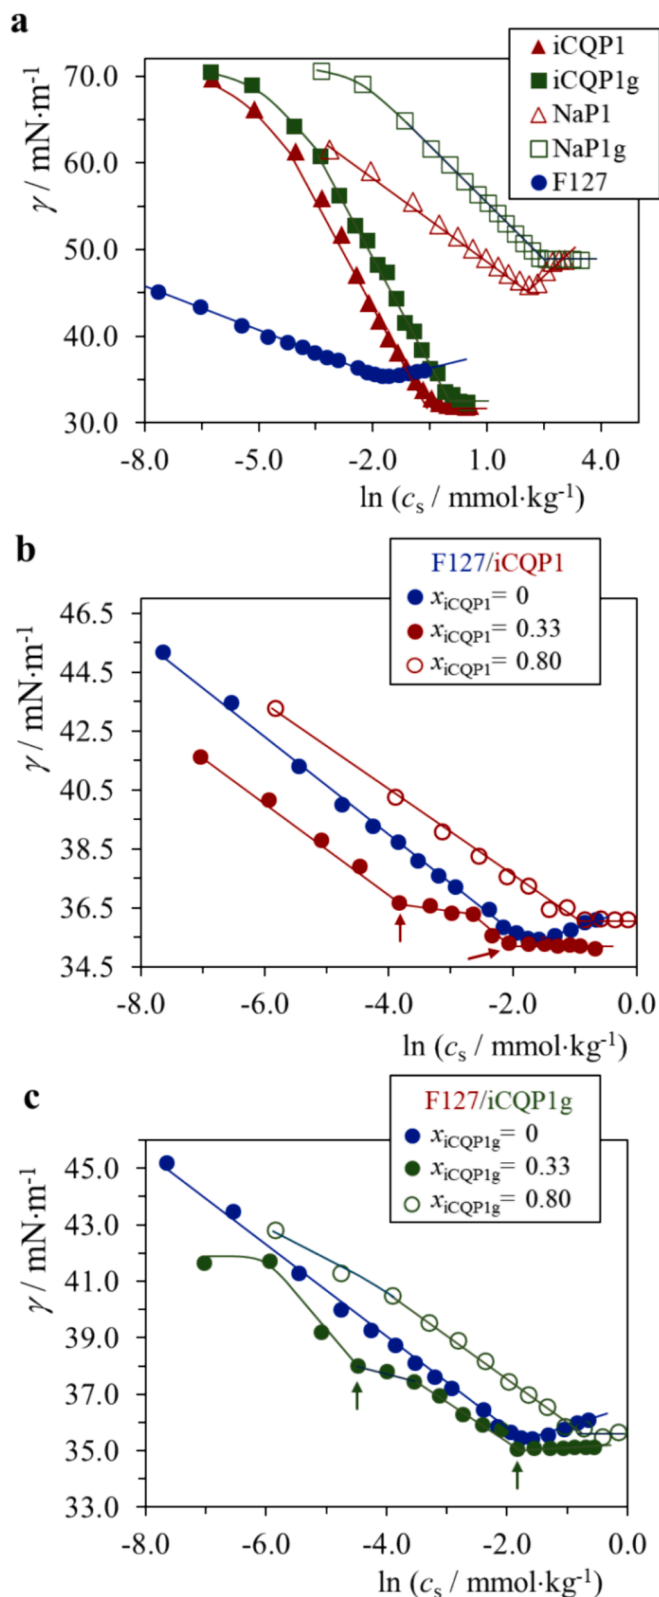 a
iCQP1
iCQP1g
NaP1
NaP1g
F127
γ / mN·m-1
70.0
60.0
50.0
40.0
30.0
-8.0 -5.0 -2.0 1.0 4.0
ln (cs / mmol·kg-1)
b
F127/iCQP1
xiCQP1= 0
xiCQP1= 0.33
xiCQP1= 0.80
γ / mN·m-1
46.5
44.5
42.5
40.5
38.5
36.5
34.5
-8.0 -6.0 -4.0 -2.0 0.0
ln (cs / mmol·kg-1)
c
F127/iCQP1g
xiCQP1g= 0
xiCQP1g= 0.33
xiCQP1g= 0.80
γ / mN·m-1
45.0
43.0
41.0
39.0
37.0
35.0
33.0
-8.0 -6.0 -4.0 -2.0 0.0
ln (cs / mmol·kg-1)